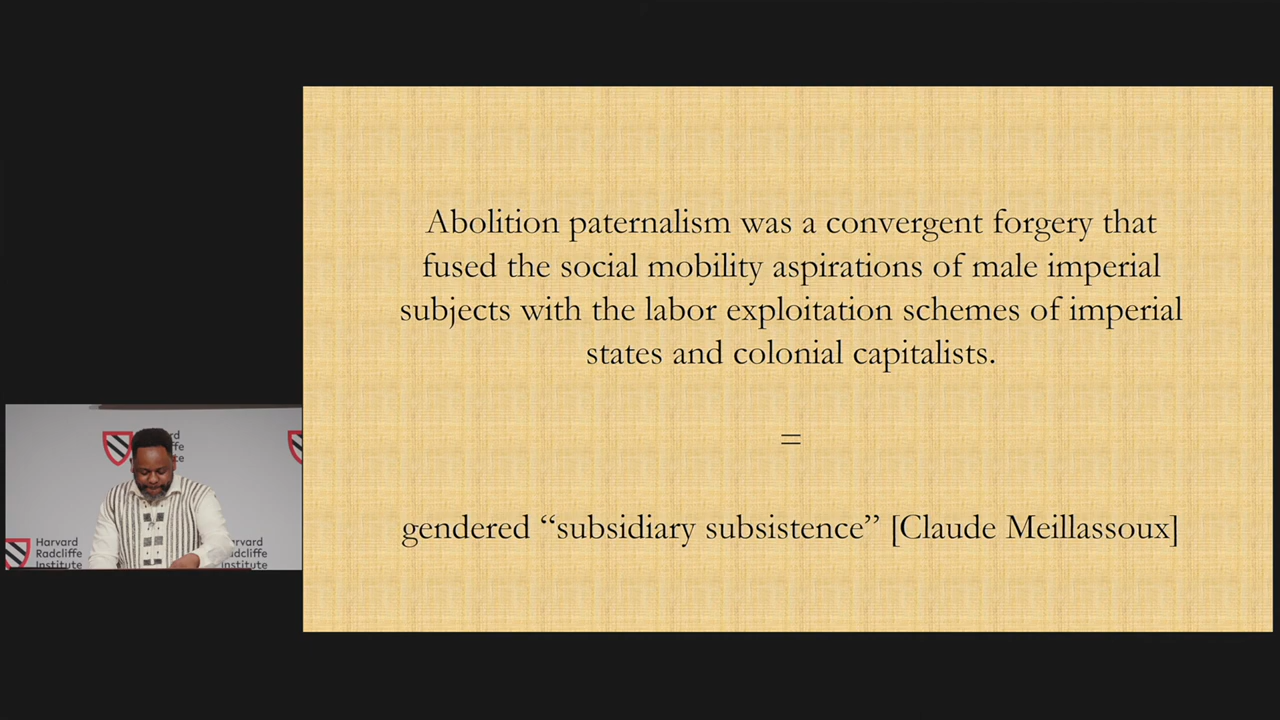 Abolition paternalism was a convergent forgery that
fused the social mobility aspirations of male imperial
subjects with the labor exploitation schemes of imperial
states and colonial capitalists.
=
gendered “subsidiary subsistence” [Claude Meillassoux]
Harvard
Radcliffe
Institute